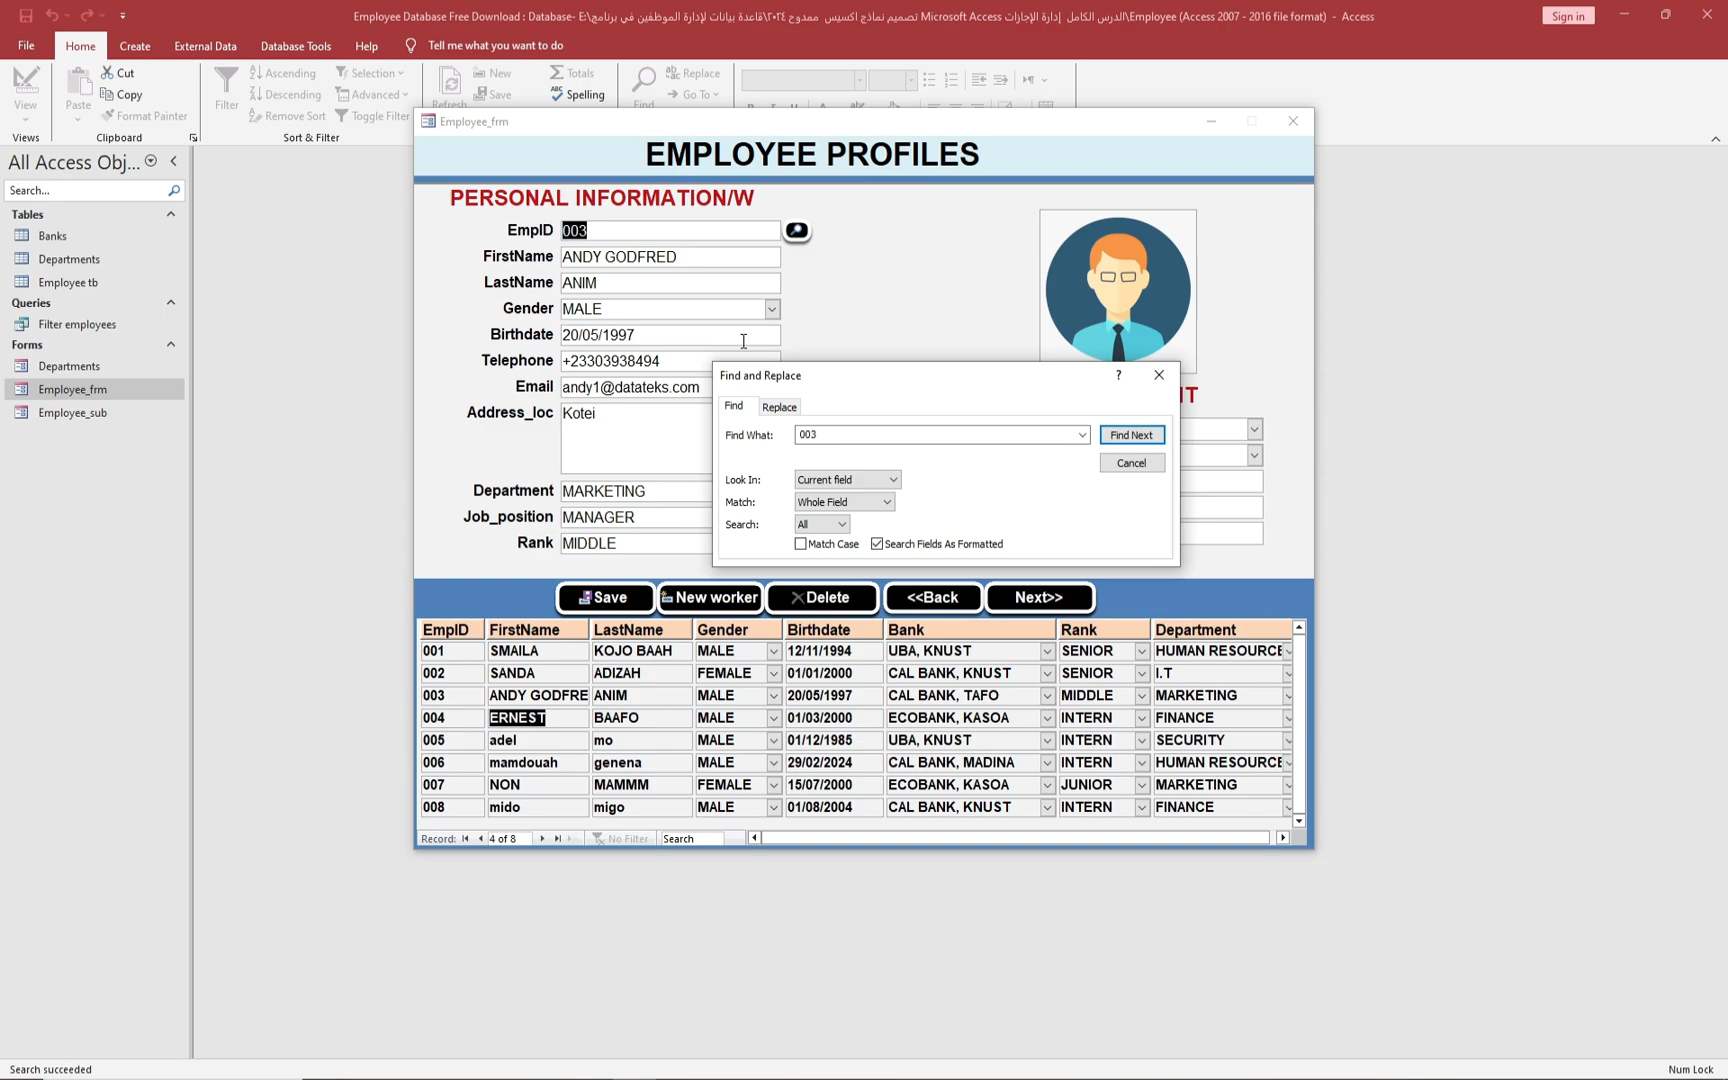 Employee Database Free Download : Database- E:\قاعدة بيانات لإدارة الموظفين في برنامج\تصميم نماذج اكسيس ممدوح ٢٠٢٤ Microsoft Access الدرس الكامل إدارة الإجازات\Employee (Access 2007 - 2016 file format) - Access
Sign in
File Home Create External Data Database Tools Help Tell me what you want to do
View
Views
Paste
Cut
Copy
Format Painter
Clipboard
Filter
Ascending
Descending
Remove Sort
Selection
Advanced
Toggle Filter
Sort & Filter
Refresh
New
Save
Totals
Spelling
Find
Replace
Go To
All Access Obj...
Search...
Tables
Banks
Departments
Employee tb
Queries
Filter employees
Forms
Departments
Employee_frm
Employee_sub
Employee_frm
EMPLOYEE PROFILES
PERSONAL INFORMATION/W
EmpID 003
FirstName ANDY GODFRED
LastName ANIM
Gender MALE
Birthdate 20/05/1997
Telephone +23303938494
Email andy1@datateks.com
Address_loc Kotei
Department MARKETING
Job_position MANAGER
Rank MIDDLE
Find and Replace
Find Replace
Find What: 003 Find Next
Cancel
Look In: Current field
Match: Whole Field
Search: All
Match Case Search Fields As Formatted
Save New worker Delete <<Back Next>>
EmpID FirstName LastName Gender Birthdate Bank Rank Department
001 SMAILA KOJO BAAH MALE 12/11/1994 UBA, KNUST SENIOR HUMAN RESOURCE
002 SANDA ADIZAH FEMALE 01/01/2000 CAL BANK, KNUST SENIOR I.T
003 ANDY GODFRE ANIM MALE 20/05/1997 CAL BANK, TAFO MIDDLE MARKETING
004 ERNEST BAAFO MALE 01/03/2000 ECOBANK, KASOA INTERN FINANCE
005 adel mo MALE 01/12/1985 UBA, KNUST INTERN SECURITY
006 mamdouah genena MALE 29/02/2024 CAL BANK, MADINA INTERN HUMAN RESOURCE
007 NON MAMMM FEMALE 15/07/2000 ECOBANK, KASOA JUNIOR MARKETING
008 mido migo MALE 01/08/2004 CAL BANK, KNUST INTERN FINANCE
Record: 4 of 8 No Filter Search
Search succeeded
Num Lock